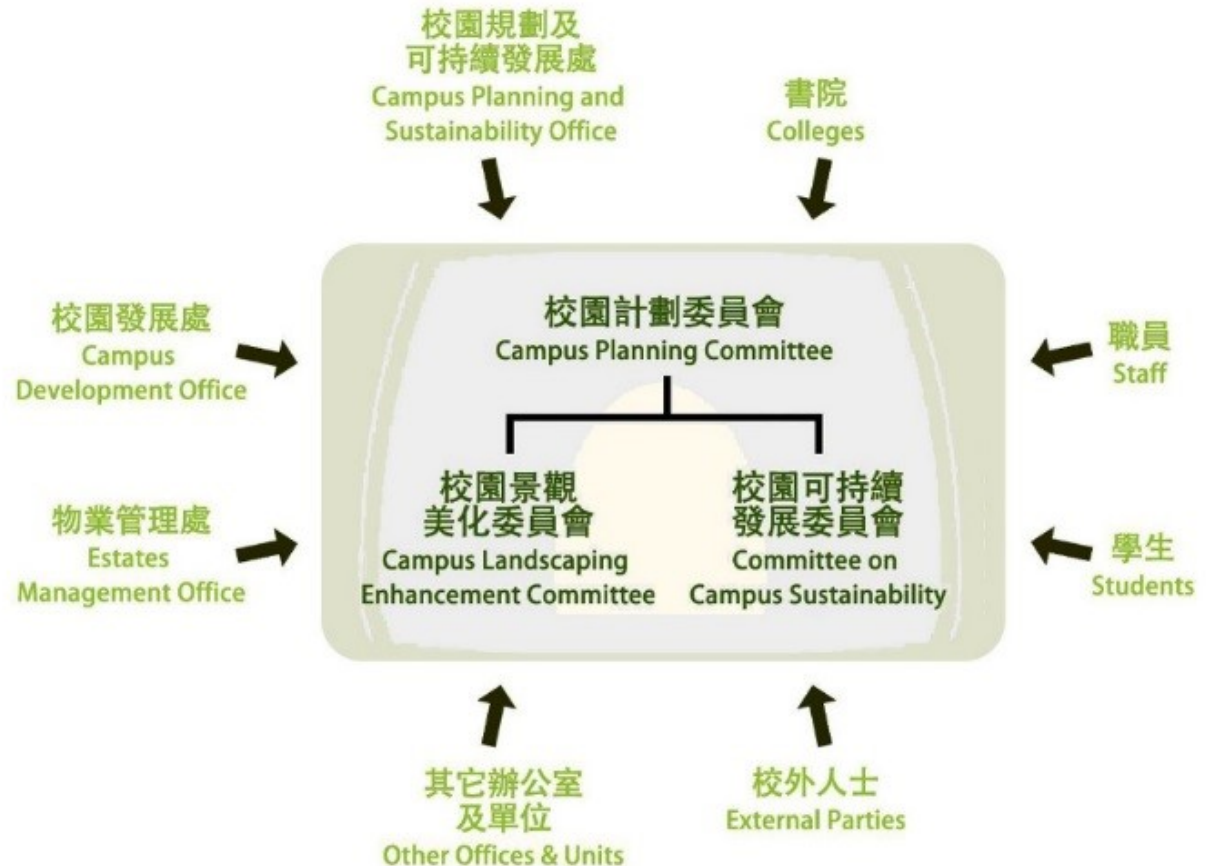 校園規劃及
可持續發展處
Campus Planning and
Sustainability Office
書院
Colleges
校園發展處
Campus
Development Office
校園計劃委員會
Campus Planning Committee
職員
Staff
物業管理處
Estates
Management Office
校園景觀
美化委員會
Campus Landscaping
Enhancement Committee
校園可持續
發展委員會
Committee on
Campus Sustainability
學生
Students
其它辦公室
及單位
Other Offices & Units
校外人士
External Parties